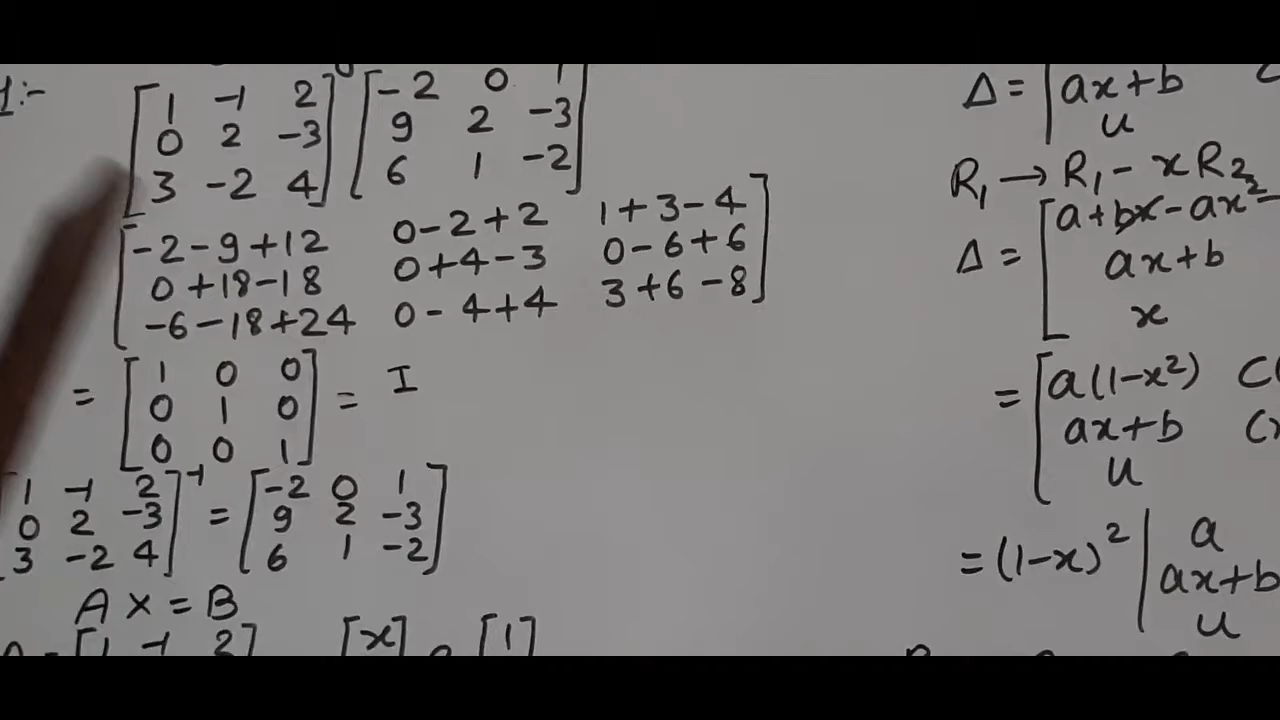 1:-
[1 -1 2] [-2 0 1]
[0 2 -3] [9 2 -3]
[3 -2 4] [6 1 -2]
[-2-9+12 0-2+2 1+3-4]
[0+18-18 0+4-3 0-6+6]
[-6-18+24 0-4+4 3+6-8]
= [1 0 0] = I
[0 1 0]
[0 0 1]
[1 -1 2]⁻¹ = [-2 0 1]
[0 2 -3] [9 2 -3]
[3 -2 4] [6 1 -2]
A x = B
[1 -1 2] [x] [1]
Δ = |ax+b
u
R₁ → R₁ - xR₂
Δ = [a+bx-ax²-
ax+b
x
= [a(1-x²) C(
ax+b (x
u
= (1-x)² | a
ax+b
u